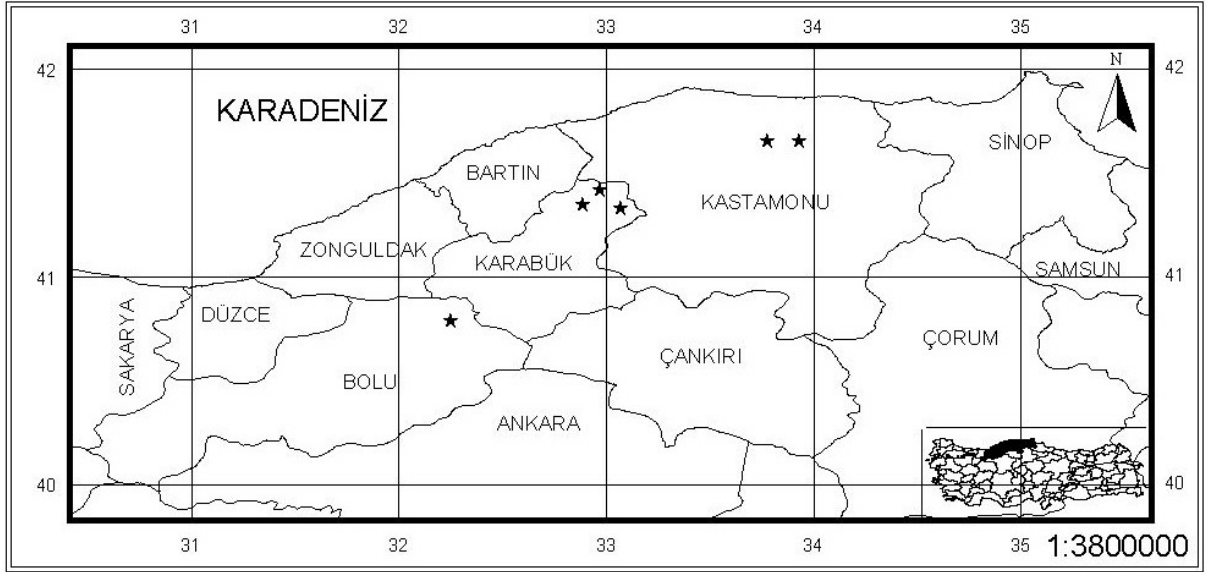 31 32 33 34 35
42 42
N
KARADENİZ
SİNOP
BARTIN
KASTAMONU
ZONGULDAK
KARABÜK
SAMSUN
41 41
SAKARYA
DÜZCE
ÇORUM
ÇANKIRI
BOLU
ANKARA
40 40
31 32 33 34 35
1:3800000